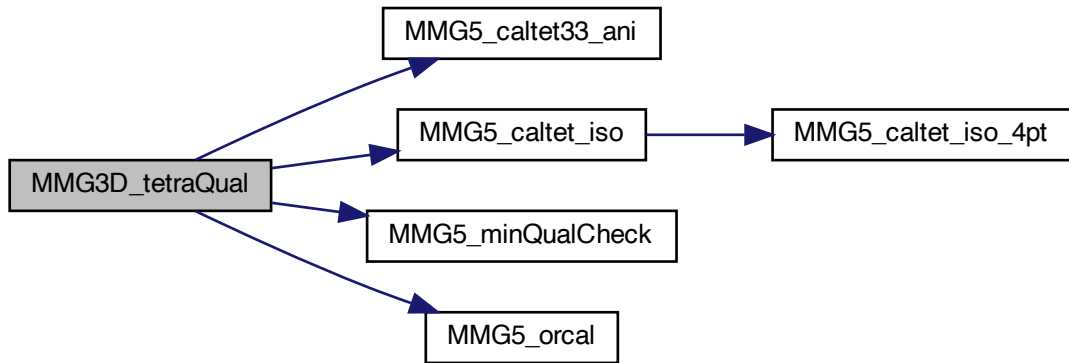 MMG5_caltet33_ani
MMG5_caltet_iso
MMG5_caltet_iso_4pt
MMG3D_tetraQual
MMG5_minQualCheck
MMG5_orcal